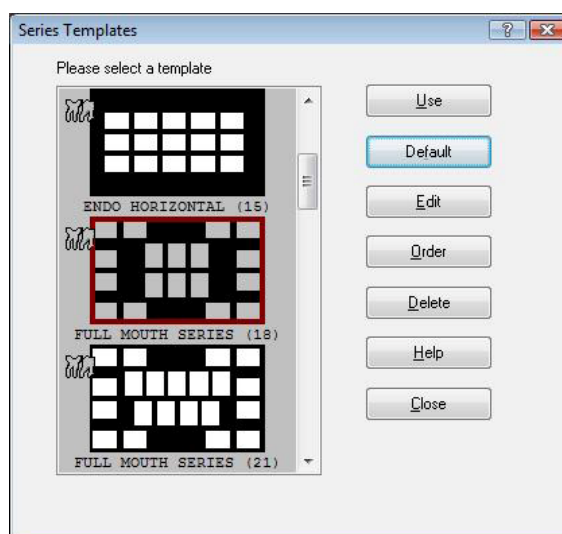 Series Templates
Please select a template
ENDO HORIZONTAL (15)
FULL MOUTH SERIES (18)
FULL MOUTH SERIES (21)
Use
Default
Edit
Order
Delete
Help
Close